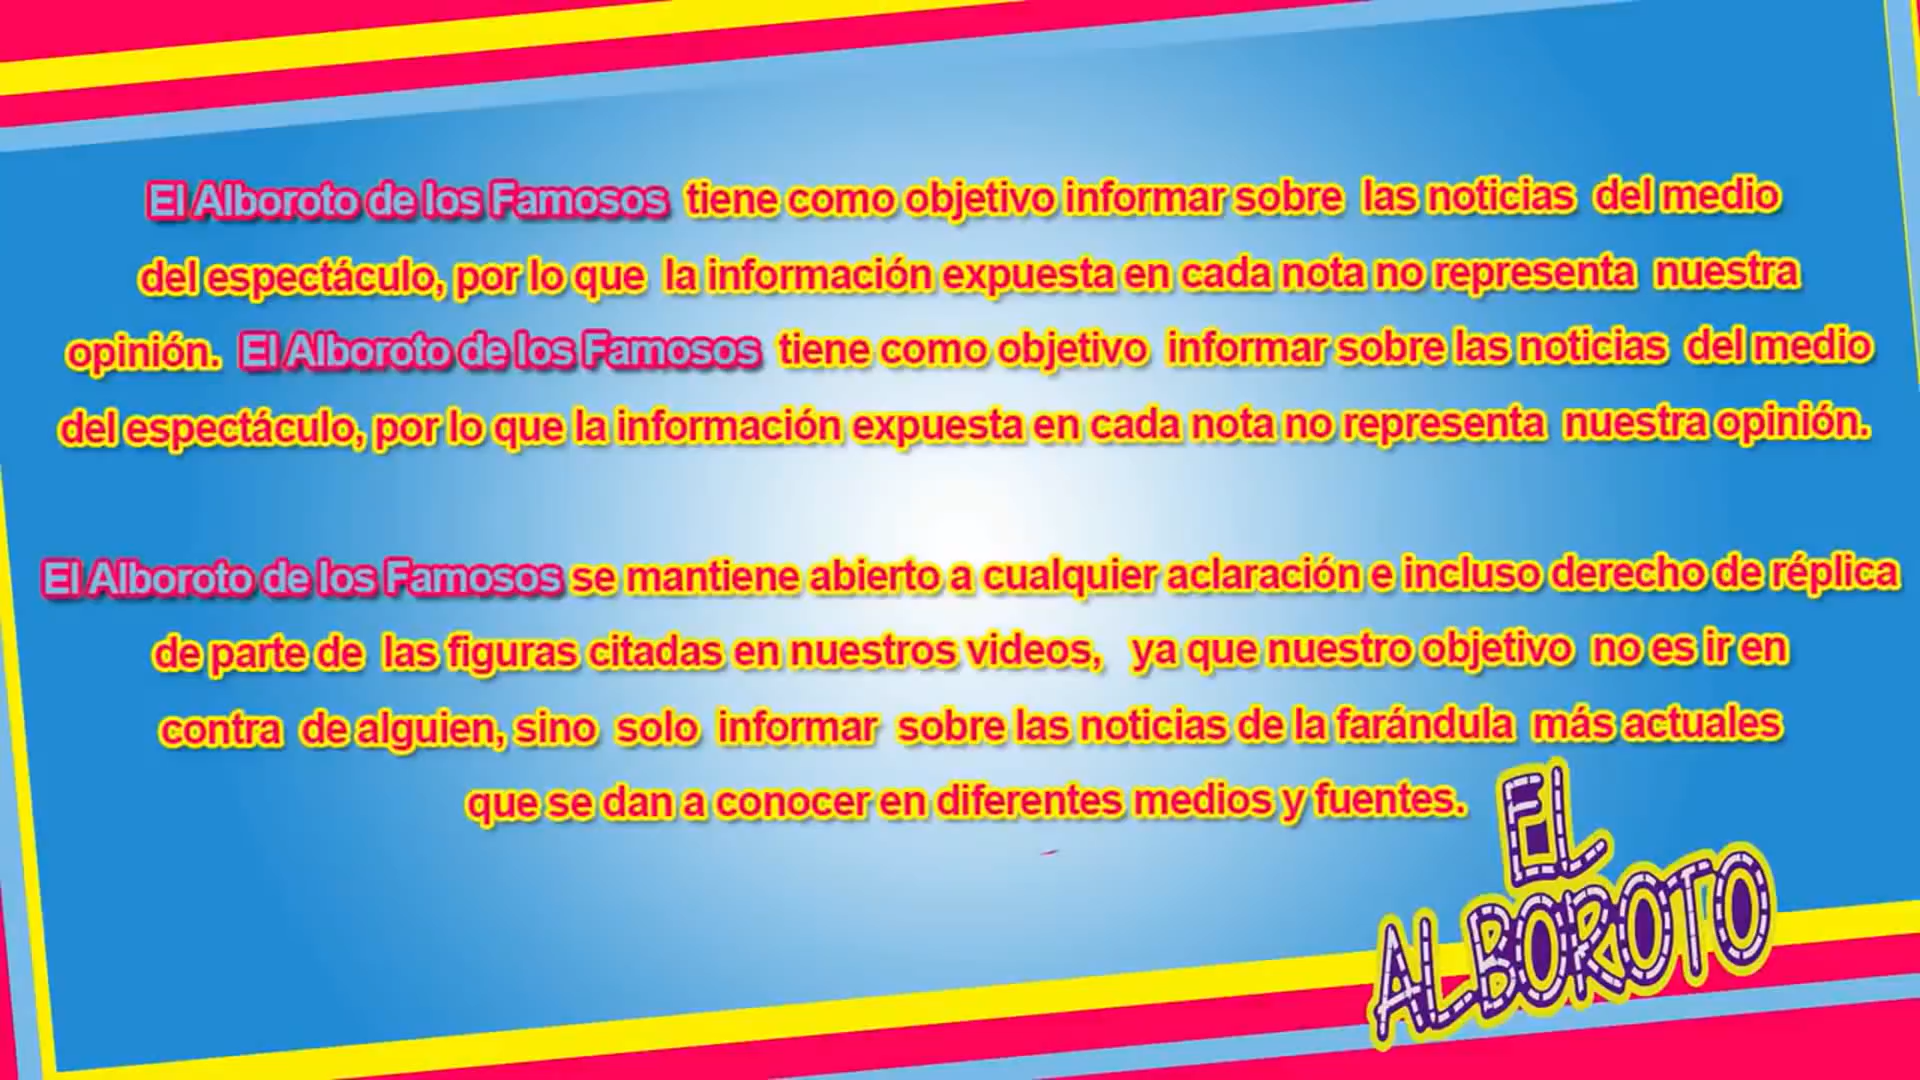 El Alboroto de los Famosos tiene como objetivo informar sobre las noticias del medio
del espectáculo, por lo que la información expuesta en cada nota no representa nuestra
opinión. El Alboroto de los Famosos tiene como objetivo informar sobre las noticias del medio
del espectáculo, por lo que la información expuesta en cada nota no representa nuestra opinión.
El Alboroto de los Famosos se mantiene abierto a cualquier aclaración e incluso derecho de réplica
de parte de las figuras citadas en nuestros videos, ya que nuestro objetivo no es ir en
contra de alguien, sino solo informar sobre las noticias de la farándula más actuales
que se dan a conocer en diferentes medios y fuentes.
EL
ALBOROTO